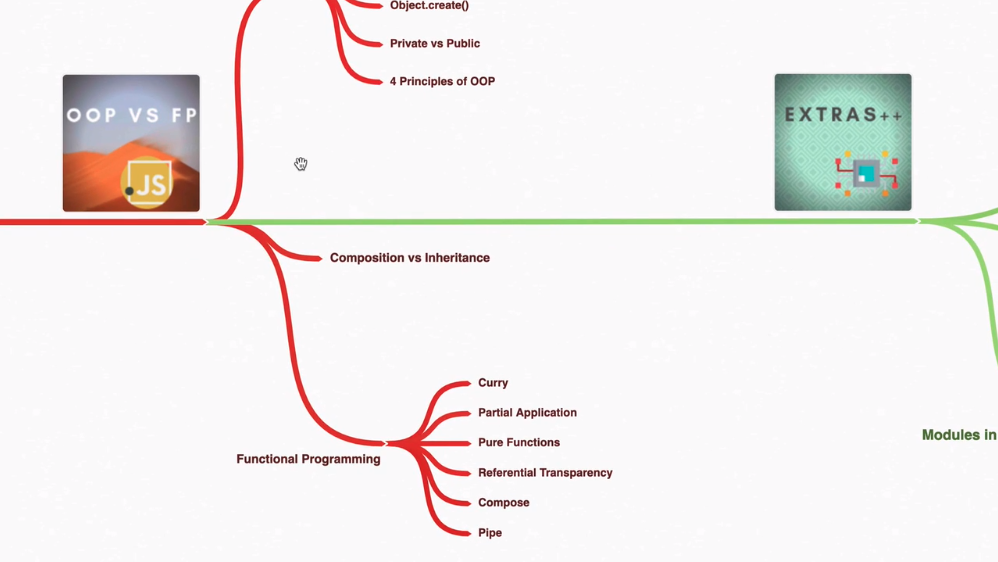 Object.create()
Private vs Public
4 Principles of OOP
OOP VS FP
JS
EXTRAS++
Composition vs Inheritance
Functional Programming
Curry
Partial Application
Pure Functions
Referential Transparency
Compose
Pipe
Modules in